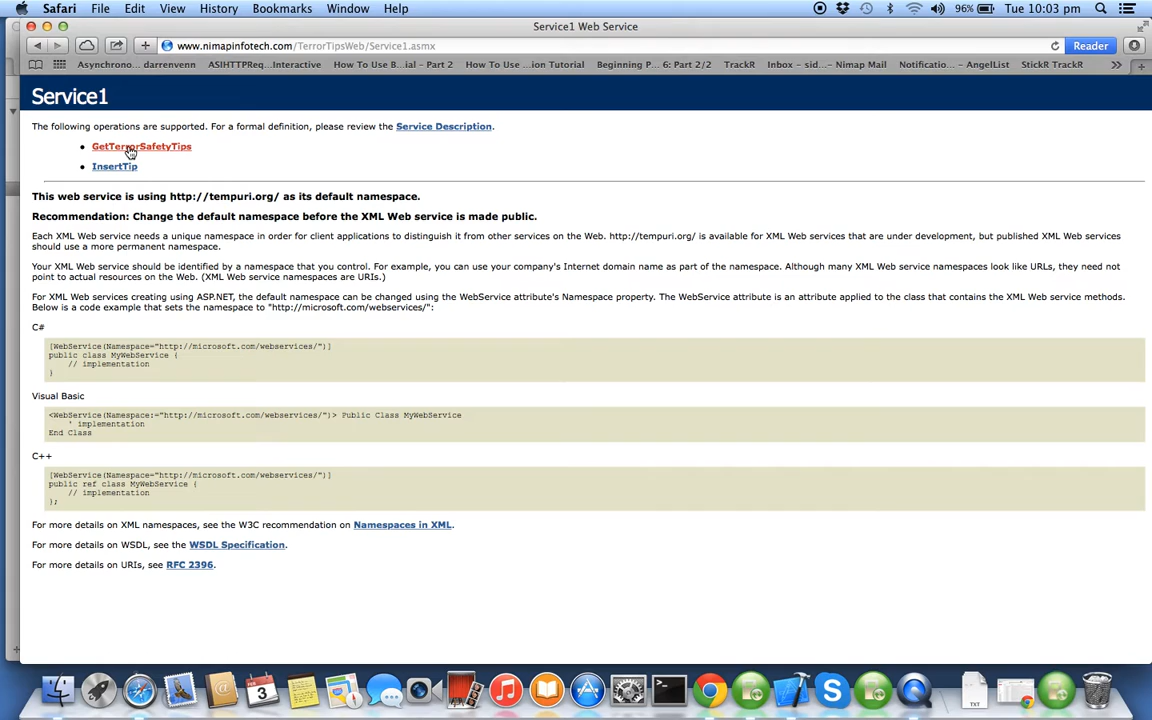 Safari File Edit View History Bookmarks Window Help 96% Tue 10:03 pm
Service1 Web Service
www.nimapinfotech.com/TerrorTipsWeb/Service1.asmx Reader
Asynchrono... darrenvenn ASIHTTPReq...Interactive How To Use B...ial - Part 2 How To Use ...ion Tutorial Beginning P... 6: Part 2/2 TrackR Inbox – sid...– Nimap Mail Notificatio... – AngelList StickR TrackR
Service1
The following operations are supported. For a formal definition, please review the Service Description.
• GetTerrorSafetyTips
• InsertTip
This web service is using http://tempuri.org/ as its default namespace.
Recommendation: Change the default namespace before the XML Web service is made public.
Each XML Web service needs a unique namespace in order for client applications to distinguish it from other services on the Web. http://tempuri.org/ is available for XML Web services that are under development, but published XML Web services
should use a more permanent namespace.
Your XML Web service should be identified by a namespace that you control. For example, you can use your company's Internet domain name as part of the namespace. Although many XML Web service namespaces look like URLs, they need not
point to actual resources on the Web. (XML Web service namespaces are URIs.)
For XML Web services creating using ASP.NET, the default namespace can be changed using the WebService attribute's Namespace property. The WebService attribute is an attribute applied to the class that contains the XML Web service methods.
Below is a code example that sets the namespace to "http://microsoft.com/webservices/":
C#
[WebService(Namespace="http://microsoft.com/webservices/")]
public class MyWebService {
// implementation
}
Visual Basic
<WebService(Namespace:="http://microsoft.com/webservices/")> Public Class MyWebService
' implementation
End Class
C++
[WebService(Namespace="http://microsoft.com/webservices/")]
public ref class MyWebService {
// implementation
};
For more details on XML namespaces, see the W3C recommendation on Namespaces in XML.
For more details on WSDL, see the WSDL Specification.
For more details on URIs, see RFC 2396.
FEB
3
TXT